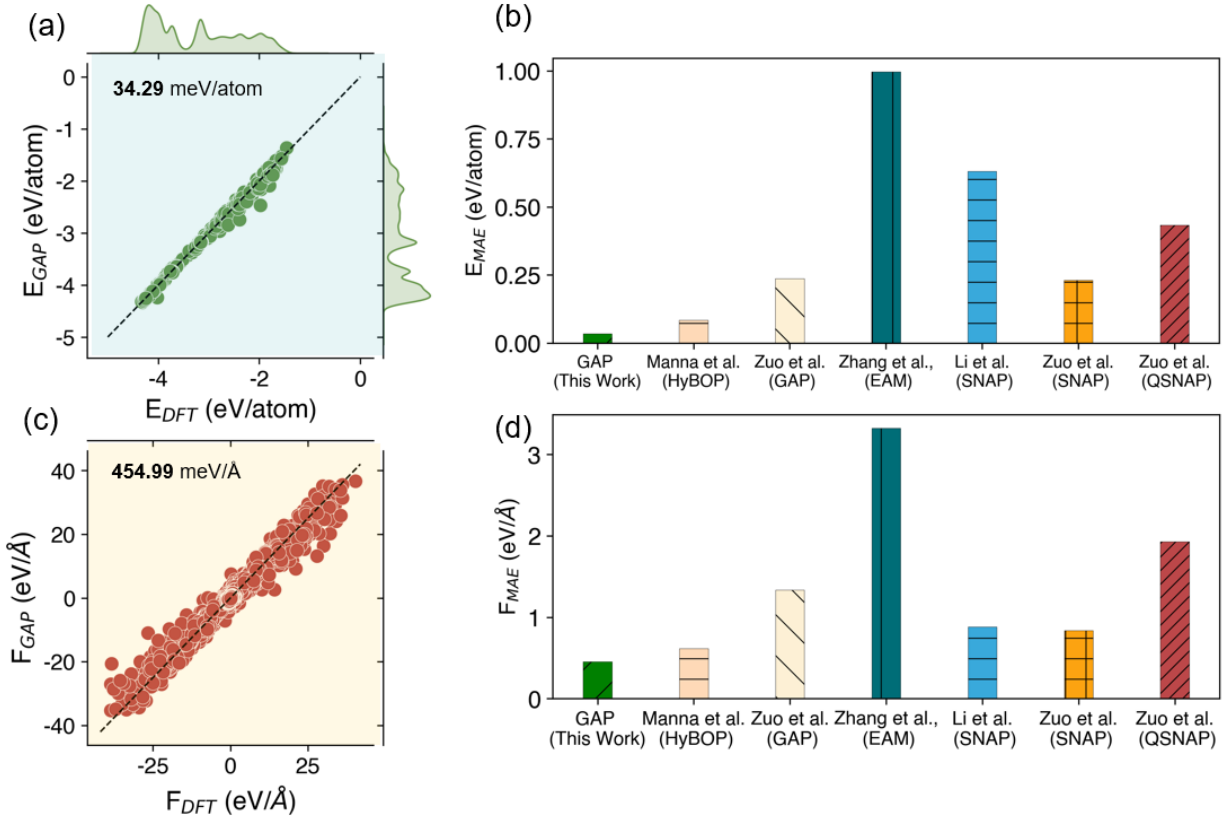 (a)
34.29 meV/atom
E_GAP (eV/atom)
0
-1
-2
-3
-4
-5
-4
-2
0
E_DFT (eV/atom)
(b)
E_MAE (eV/atom)
1.00
0.75
0.50
0.25
0.00
GAP Manna et al. Zuo et al. Zhang et al., Li et al. Zuo et al. Zuo et al.
(This Work) (HyBOP) (GAP) (EAM) (SNAP) (SNAP) (QSNAP)
(c)
454.99 meV/Å
F_GAP (eV/Å)
40
20
0
-20
-40
-25
0
25
F_DFT (eV/Å)
(d)
F_MAE (eV/Å)
3
2
1
0
GAP Manna et al. Zuo et al. Zhang et al., Li et al. Zuo et al. Zuo et al.
(This Work) (HyBOP) (GAP) (EAM) (SNAP) (SNAP) (QSNAP)